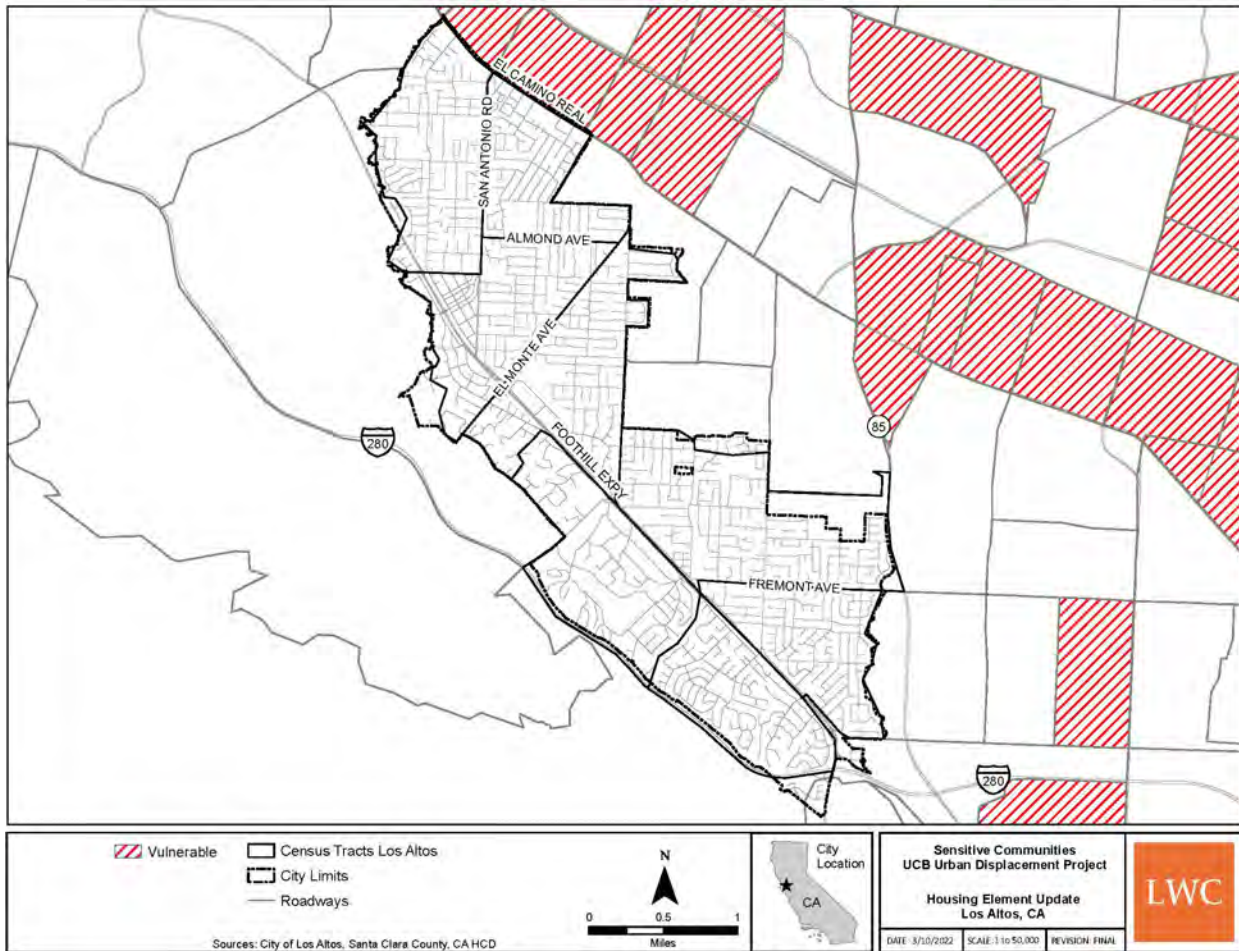 EL CAMINO REAL
SAN ANTONIO RD
ALMOND AVE
EL MONTE AVE
FOOTHILL EXPY
280
85
FREMONT AVE
280
Vulnerable
Census Tracts Los Altos
City Limits
Roadways
Sources: City of Los Altos, Santa Clara County, CA HCD
N
0 0.5 1
Miles
City
Location
CA
Sensitive Communities
UCB Urban Displacement Project
Housing Element Update
Los Altos, CA
DATE: 3/10/2022 SCALE: 1 to 50,000 REVISION: FINAL
LWC